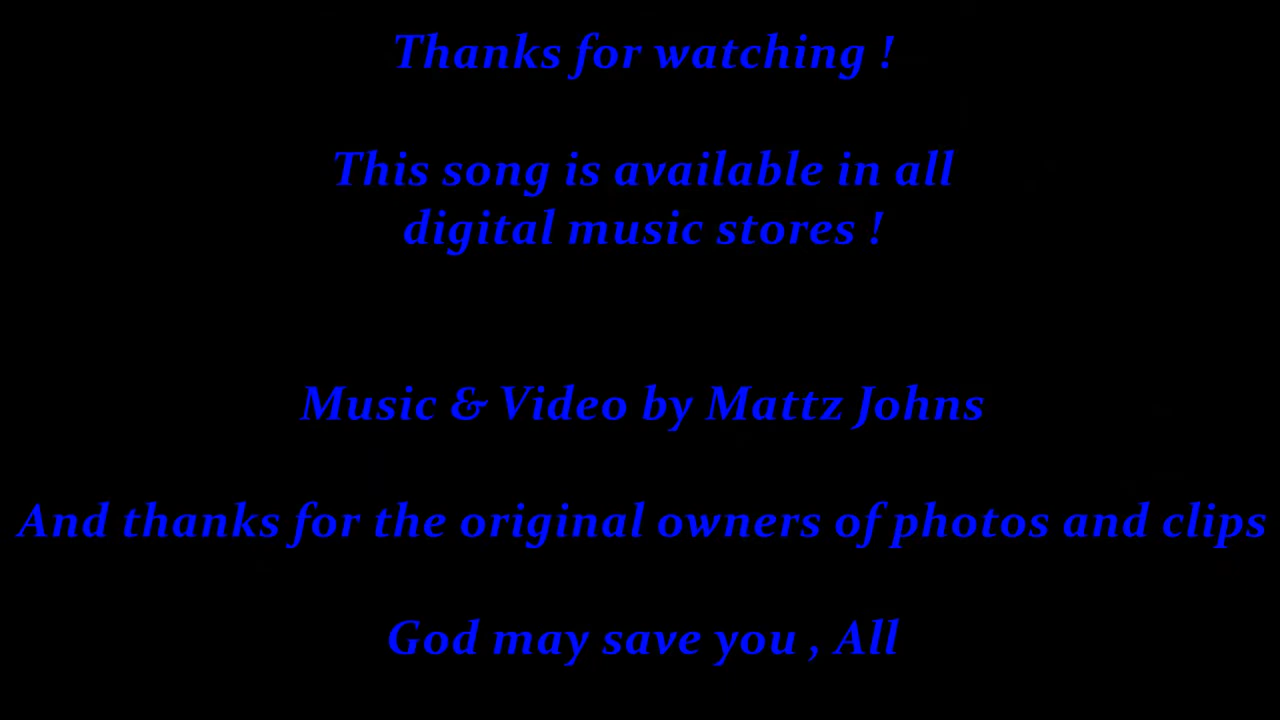 Thanks for watching !
This song is available in all
digital music stores !
Music & Video by Mattz Johns
And thanks for the original owners of photos and clips
God may save you , All